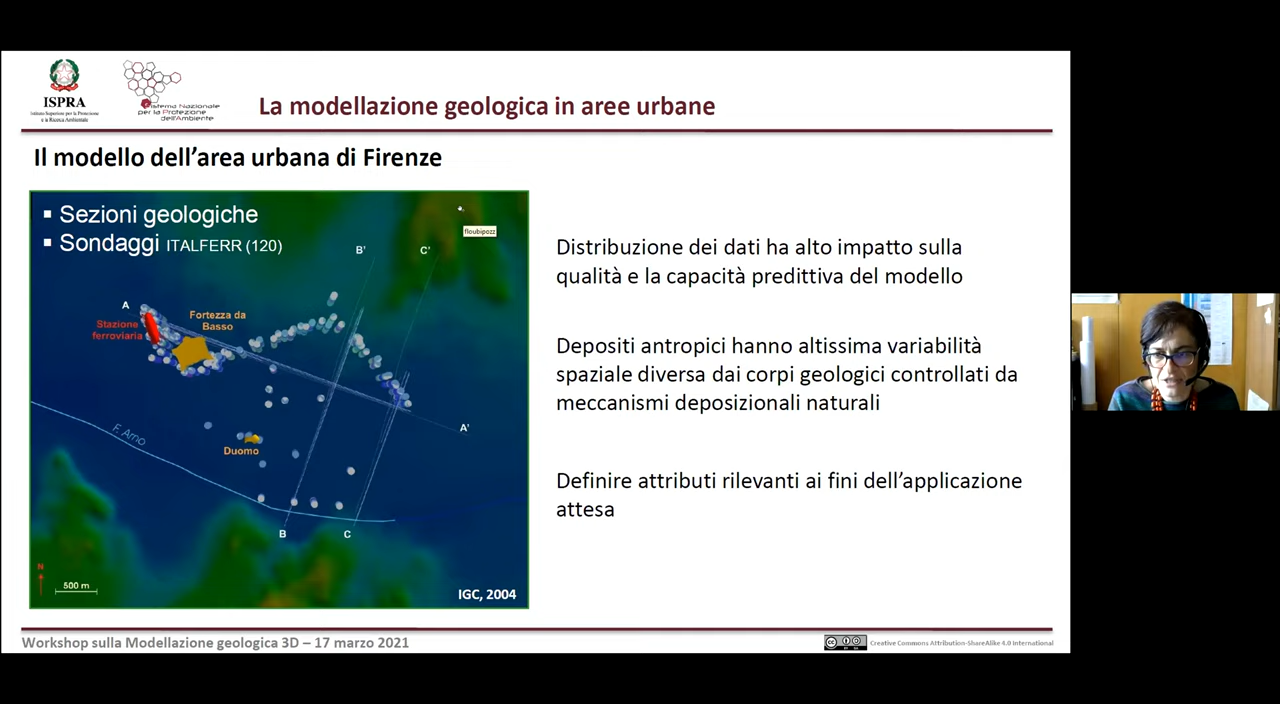 ISPRA
Istituto Superiore per la Protezione
e la Ricerca Ambientale
Sistema Nazionale
per la Protezione
dell'Ambiente
La modellazione geologica in aree urbane
Il modello dell'area urbana di Firenze
▪ Sezioni geologiche
▪ Sondaggi ITALFERR (120)
floubipozz
B'
C'
A
Stazione
ferroviaria
Fortezza da
Basso
F. Arno
Duomo
A'
B
C
N
500 m
IGC, 2004
Distribuzione dei dati ha alto impatto sulla
qualità e la capacità predittiva del modello
Depositi antropici hanno altissima variabilità
spaziale diversa dai corpi geologici controllati da
meccanismi deposizionali naturali
Definire attributi rilevanti ai fini dell'applicazione
attesa
Workshop sulla Modellazione geologica 3D – 17 marzo 2021
cc
BY
SA
Creative Commons Attribution-ShareAlike 4.0 International